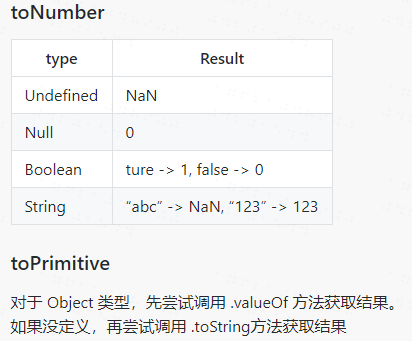 toNumber
type Result
Undefined NaN
Null 0
Boolean ture -> 1, false -> 0
String “abc” -> NaN, “123” -> 123
toPrimitive
对于 Object 类型，先尝试调用 .valueOf 方法获取结果。
如果没定义，再尝试调用 .toString方法获取结果